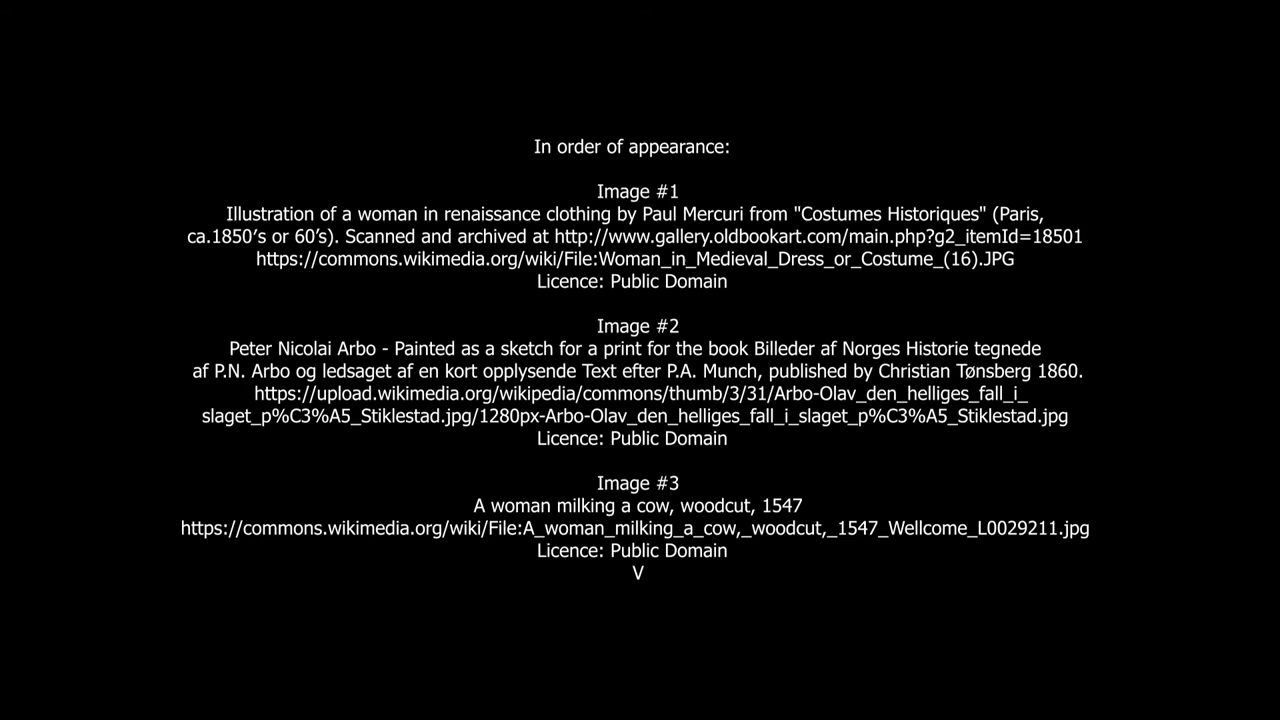 In order of appearance:
Image #1
Illustration of a woman in renaissance clothing by Paul Mercuri from "Costumes Historiques" (Paris,
ca.1850’s or 60’s). Scanned and archived at http://www.gallery.oldbookart.com/main.php?g2_itemId=18501
https://commons.wikimedia.org/wiki/File:Woman_in_Medieval_Dress_or_Costume_(16).JPG
Licence: Public Domain
Image #2
Peter Nicolai Arbo - Painted as a sketch for a print for the book Billeder af Norges Historie tegnede
af P.N. Arbo og ledsaget af en kort opplysende Text efter P.A. Munch, published by Christian Tønsberg 1860.
https://upload.wikimedia.org/wikipedia/commons/thumb/3/31/Arbo-Olav_den_helliges_fall_i_
slaget_p%C3%A5_Stiklestad.jpg/1280px-Arbo-Olav_den_helliges_fall_i_slaget_p%C3%A5_Stiklestad.jpg
Licence: Public Domain
Image #3
A woman milking a cow, woodcut, 1547
https://commons.wikimedia.org/wiki/File:A_woman_milking_a_cow,_woodcut,_1547_Wellcome_L0029211.jpg
Licence: Public Domain
V